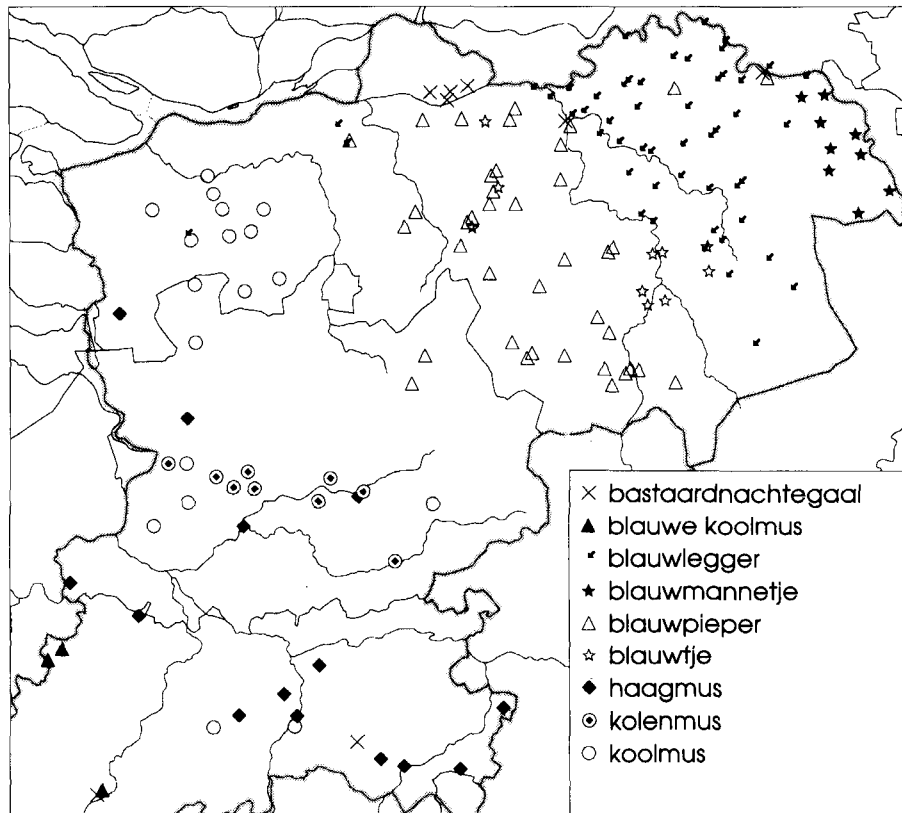 bastaardnachtegaal
blauwe koolmus
blauwlegger
blauwmannetje
blauwpieper
blauwtje
haagmus
kolenmus
koolmus